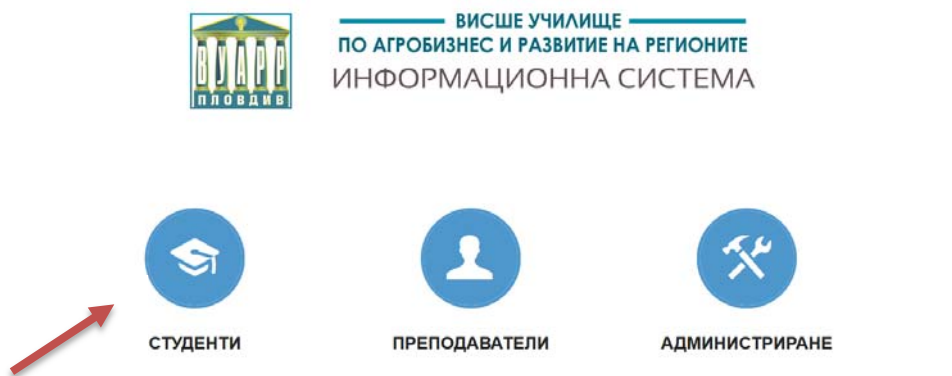 ВУАРР
ПЛОВДИВ
ВИСШЕ УЧИЛИЩЕ
ПО АГРОБИЗНЕС И РАЗВИТИЕ НА РЕГИОНИТЕ
ИНФОРМАЦИОННА СИСТЕМА
СТУДЕНТИ
ПРЕПОДАВАТЕЛИ
АДМИНИСТРИРАНЕ